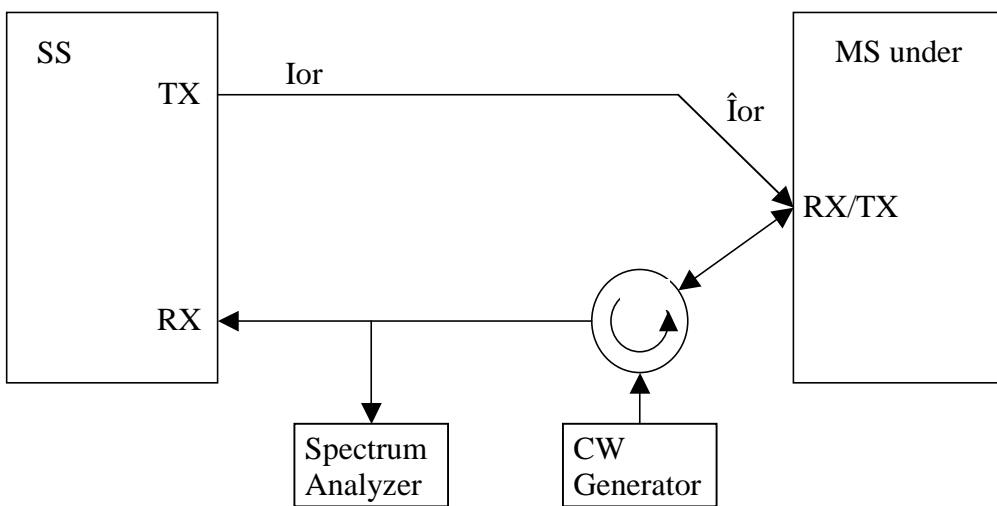 SS
MS under
TX
Ior
Îor
RX/TX
RX
Spectrum
Analyzer
CW
Generator